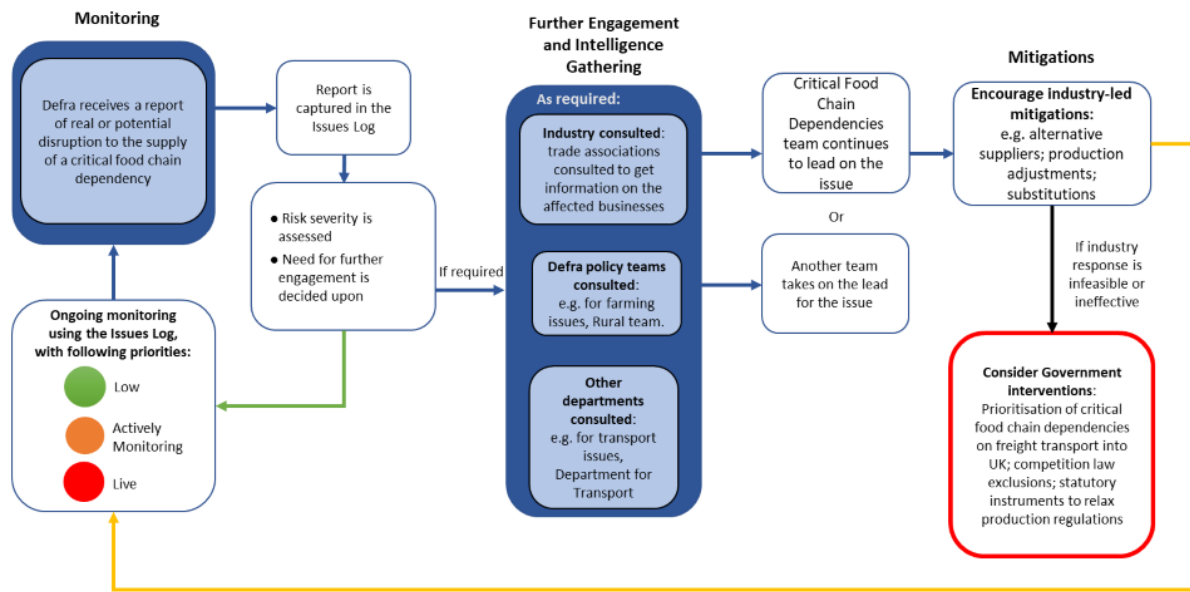 Monitoring
Defra receives a report
of real or potential
disruption to the supply
of a critical food chain
dependency
Report is
captured in the
Issues Log
● Risk severity is
assessed
● Need for further
engagement is
decided upon
If required
Ongoing monitoring
using the Issues Log,
with following priorities:
Low
Actively
Monitoring
Live
Further Engagement
and Intelligence
Gathering
As required:
Industry consulted:
trade associations
consulted to get
information on the
affected businesses
Defra policy teams
consulted:
e.g. for farming
issues, Rural team.
Other
departments
consulted:
e.g. for transport
issues,
Department for
Transport
Critical Food
Chain
Dependencies
team continues
to lead on the
issue
Or
Another team
takes on the lead
for the issue
Mitigations
Encourage industry-led
mitigations:
e.g. alternative
suppliers; production
adjustments;
substitutions
If industry
response is
infeasible or
ineffective
Consider Government
interventions:
Prioritisation of critical
food chain dependencies
on freight transport into
UK; competition law
exclusions; statutory
instruments to relax
production regulations